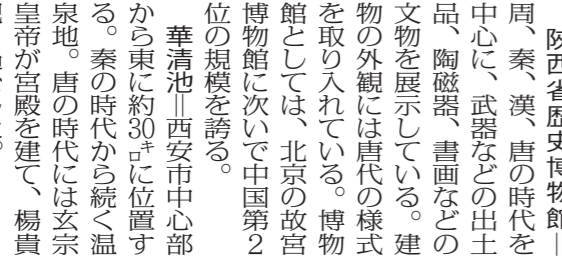 陝西省歴史博物館＝
周、秦、漢、唐の時代を
中心に、武器などの出土
品、陶磁器、書画などの
文物を展示している。建
物の外観には唐代の様式
を取り入れている。博物
館としては、北京の故宮
博物館に次いで中国第２
位の規模を誇る。
華清池＝西安市中心部
から東に約30㌔に位置す
る。秦の時代から続く温
泉地。唐の時代には玄宗
皇帝が宮殿を建て、楊貴